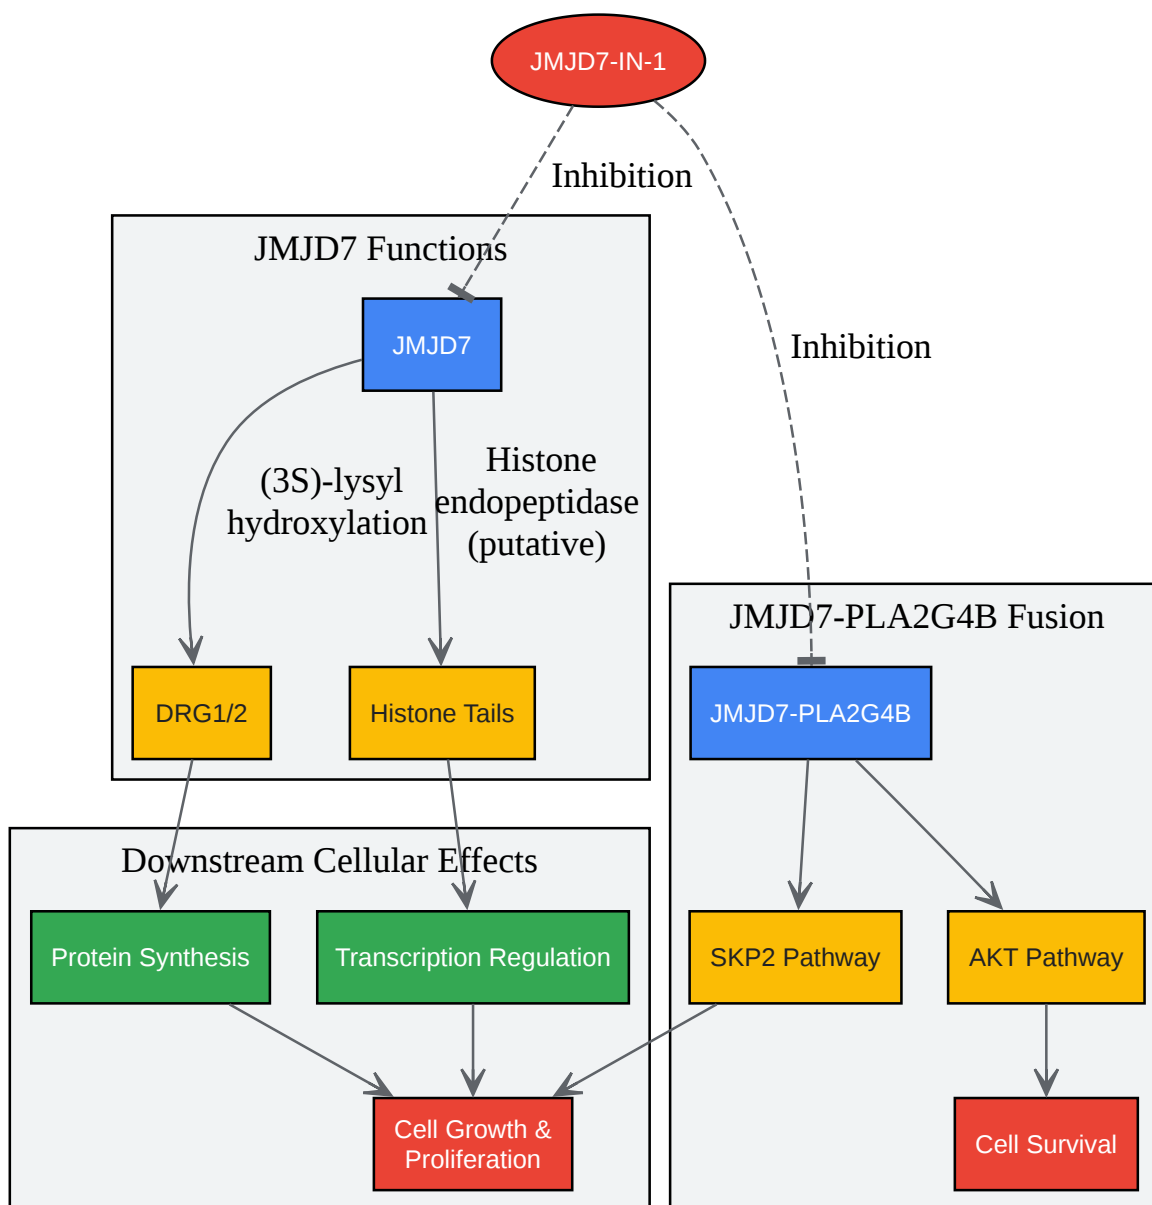 JMJD7-IN-1
Inhibition
JMJD7 Functions
JMJD7
Inhibition
(3S)-lysyl
hydroxylation
Histone
endopeptidase
(putative)
DRG1/2
Histone Tails
JMJD7-PLA2G4B Fusion
JMJD7-PLA2G4B
Downstream Cellular Effects
Protein Synthesis
Transcription Regulation
SKP2 Pathway
AKT Pathway
Cell Growth &
Proliferation
Cell Survival